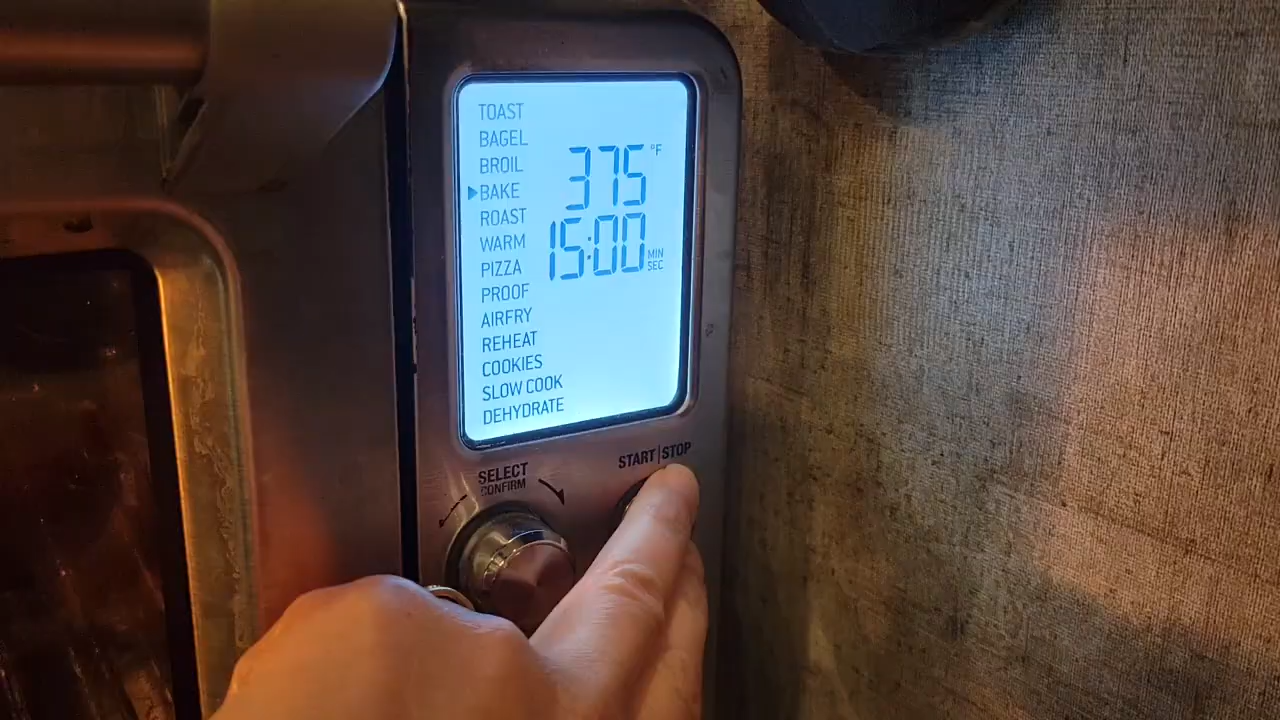 TOAST
BAGEL
BROIL
BAKE
ROAST
WARM
PIZZA
PROOF
AIRFRY
REHEAT
COOKIES
SLOW COOK
DEHYDRATE
375 °F
15:00 MIN
SEC
START|STOP
SELECT
CONFIRM